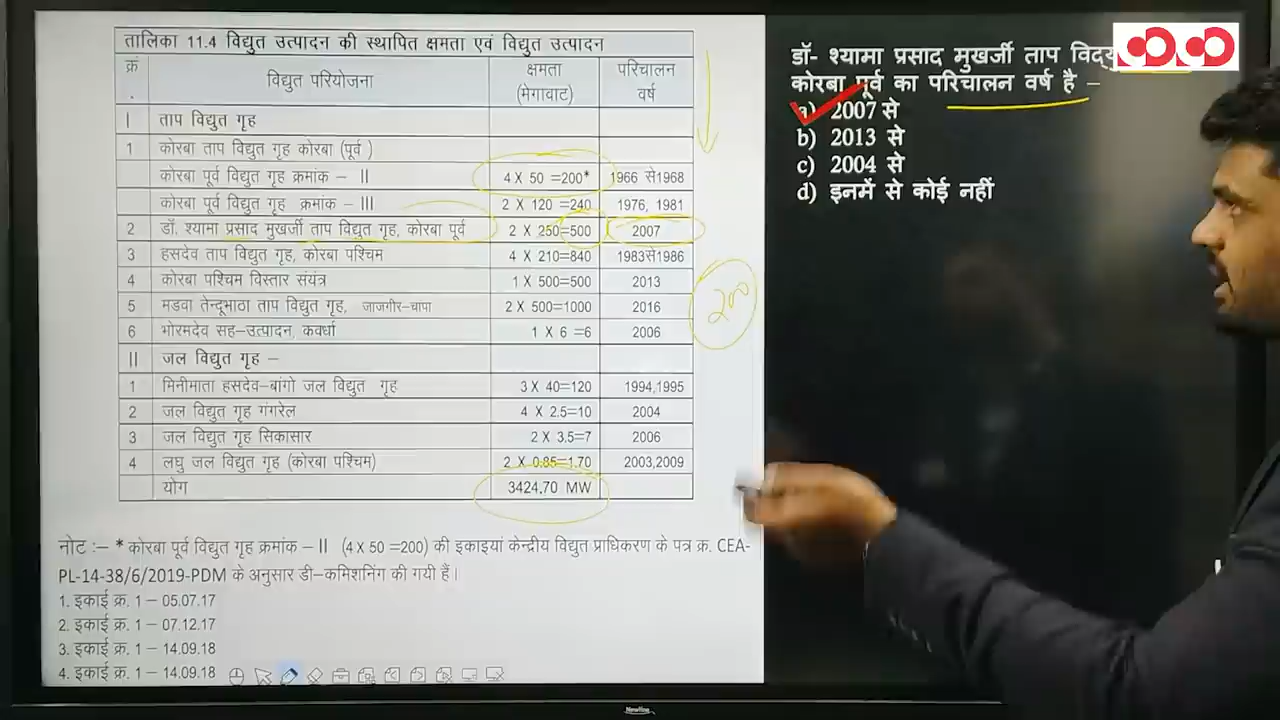 तालिका 11.4 विद्युत उत्पादन की स्थापित क्षमता एवं विद्युत उत्पादन
क्रं. विद्युत परियोजना क्षमता (मेगावाट) परिचालन वर्ष
I ताप विद्युत गृह
1 कोरबा ताप विद्युत गृह कोरबा (पूर्व)
कोरबा पूर्व विद्युत गृह क्रमांक – II 4 X 50 =200* 1966 से1968
कोरबा पूर्व विद्युत गृह क्रमांक – III 2 X 120 =240 1976, 1981
2 डॉ. श्यामा प्रसाद मुखर्जी ताप विद्युत गृह, कोरबा पूर्व 2 X 250=500 2007
3 हसदेव ताप विद्युत गृह, कोरबा पश्चिम 4 X 210=840 1983से1986
4 कोरबा पश्चिम विस्तार संयंत्र 1 X 500=500 2013
5 मडवा तेन्दूभाठा ताप विद्युत गृह, जाजगीर–चांपा 2 X 500=1000 2016
6 भोरमदेव सह–उत्पादन, कवर्धा 1 X 6 =6 2006
II जल विद्युत गृह –
1 मिनीमाता हसदेव–बांगो जल विद्युत गृह 3 X 40=120 1994,1995
2 जल विद्युत गृह गंगरेल 4 X 2.5=10 2004
3 जल विद्युत गृह सिकासार 2 X 3.5=7 2006
4 लघु जल विद्युत गृह (कोरबा पश्चिम) 2 X 0.85=1.70 2003,2009
योग 3424.70 MW
200
नोट :– * कोरबा पूर्व विद्युत गृह क्रमांक – II (4 X 50 =200) की इकाइयां केन्द्रीय विद्युत प्राधिकरण के पत्र क्र. CEA-
PL-14-38/6/2019-PDM के अनुसार डी–कमिशनिंग की गयी हैं।
1. इकाई क्र. 1 – 05.07.17
2. इकाई क्र. 1 – 07.12.17
3. इकाई क्र. 1 – 14.09.18
4. इकाई क्र. 1 – 14.09.18
डॉ- श्यामा प्रसाद मुखर्जी ताप
कोरबा पूर्व का परिचालन वर्ष है –
a) 2007 से
b) 2013 से
c) 2004 से
d) इनमें से कोई नहीं
Newline